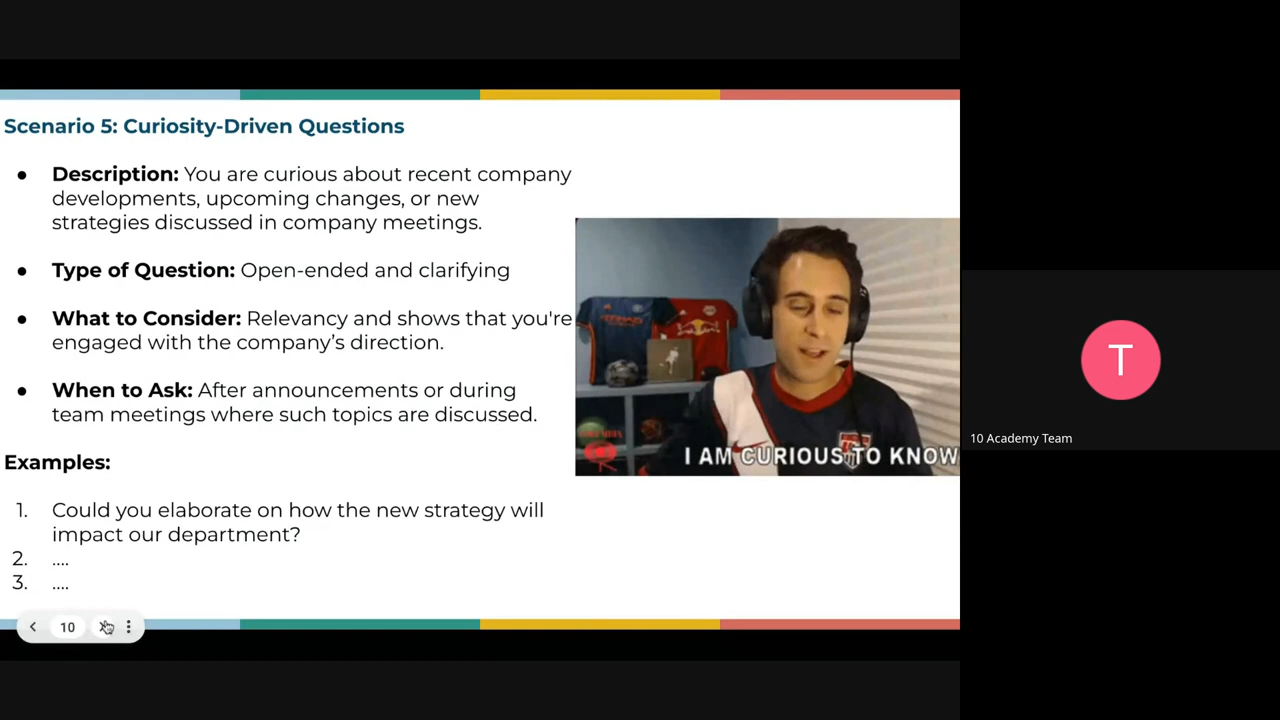 Scenario 5: Curiosity-Driven Questions
● Description: You are curious about recent company
developments, upcoming changes, or new
strategies discussed in company meetings.
● Type of Question: Open-ended and clarifying
● What to Consider: Relevancy and shows that you're
engaged with the company’s direction.
● When to Ask: After announcements or during
team meetings where such topics are discussed.
Examples:
1. Could you elaborate on how the new strategy will
impact our department?
2. ....
3. ....
I AM CURIOUS TO KNOW
10
T
10 Academy Team